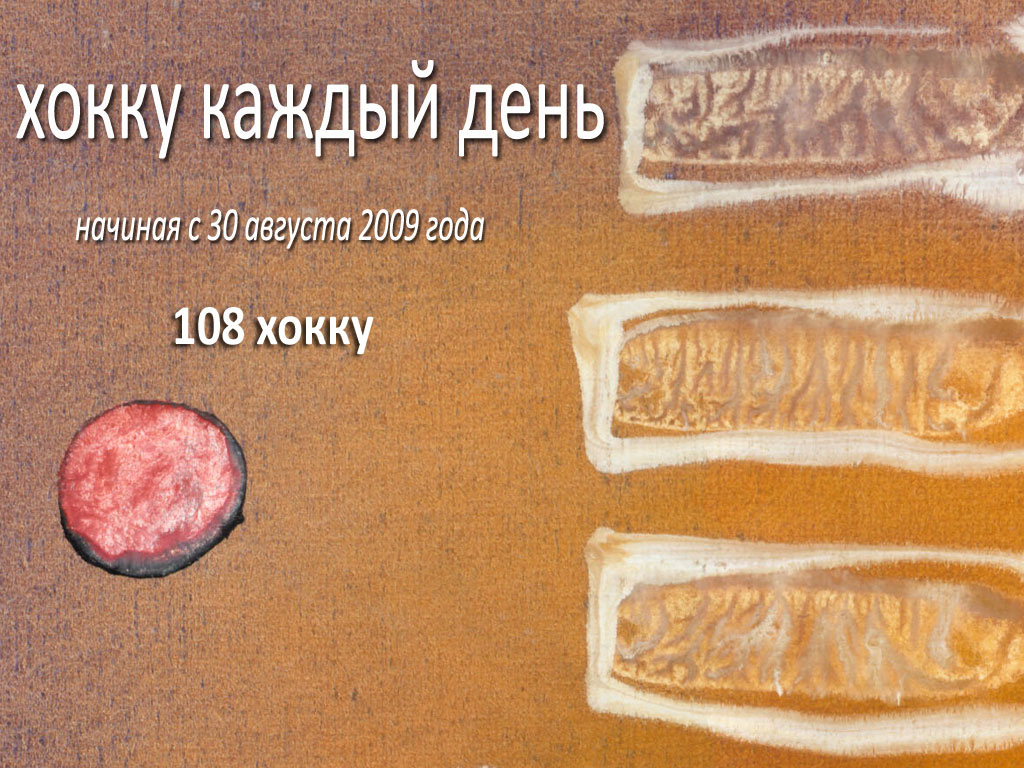 хокку каждый день
начиная с 30 августа 2009 года
108 хокку